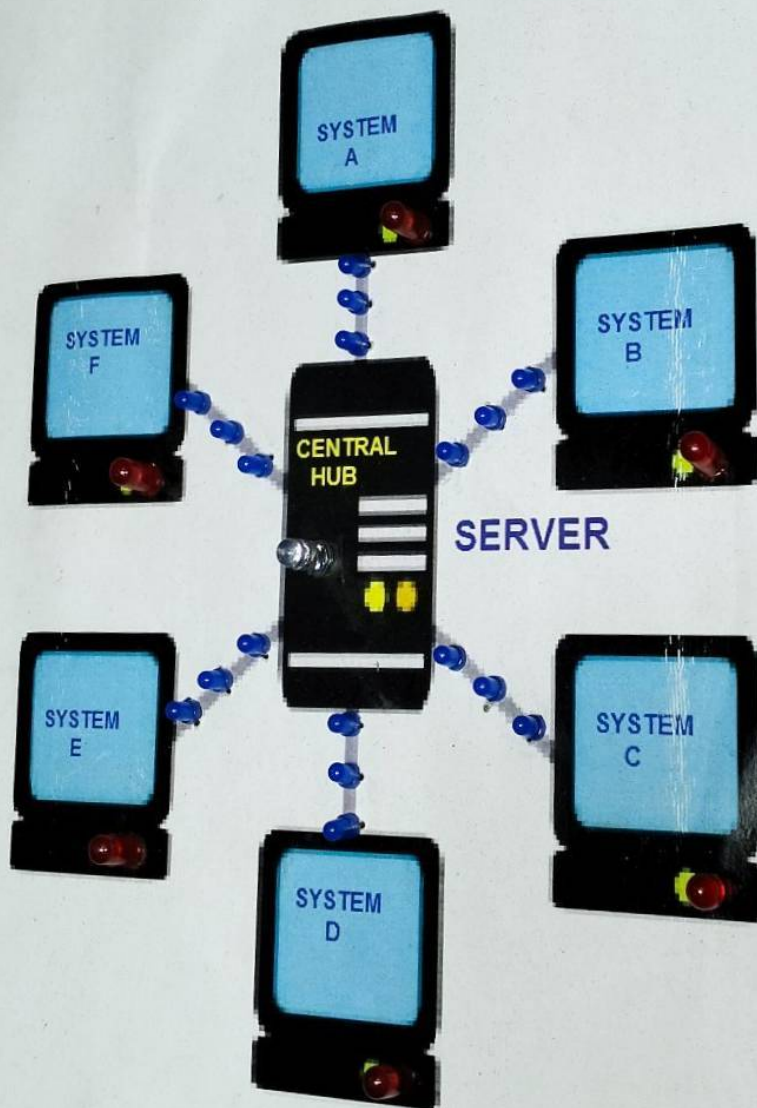 SYSTEM
A
SYSTEM
F
SYSTEM
B
CENTRAL
HUB
SERVER
SYSTEM
E
SYSTEM
C
SYSTEM
D